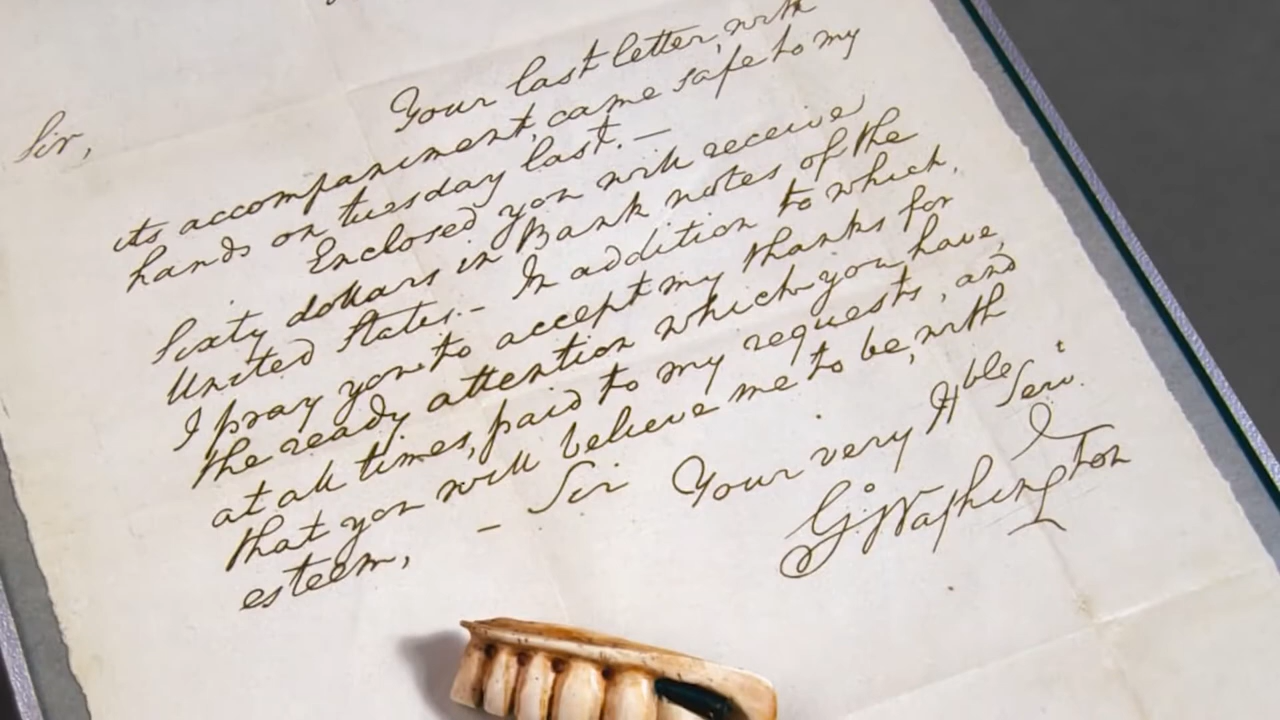 Sir,
Your last letter, with
its accompaniment, came safe to my
hands on tuesday last. —
Enclosed you will receive
Sixty dollars in Bank notes of the
United States. — In addition to which,
I pray you to accept my thanks for
the ready attention which you have,
at all times, paid to my requests, and
that you will believe me to be, with
esteem, — Sir Your very Hble Servt
G: Washington